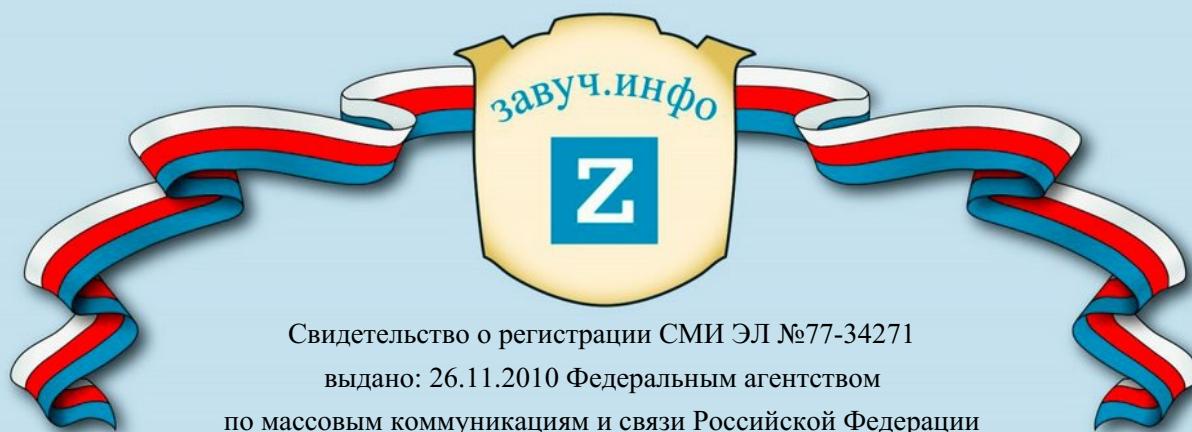 завуч.инфо
Z
Свидетельство о регистрации СМИ ЭЛ №77-34271
выдано: 26.11.2010 Федеральным агентством
по массовым коммуникациям и связи Российской Федерации